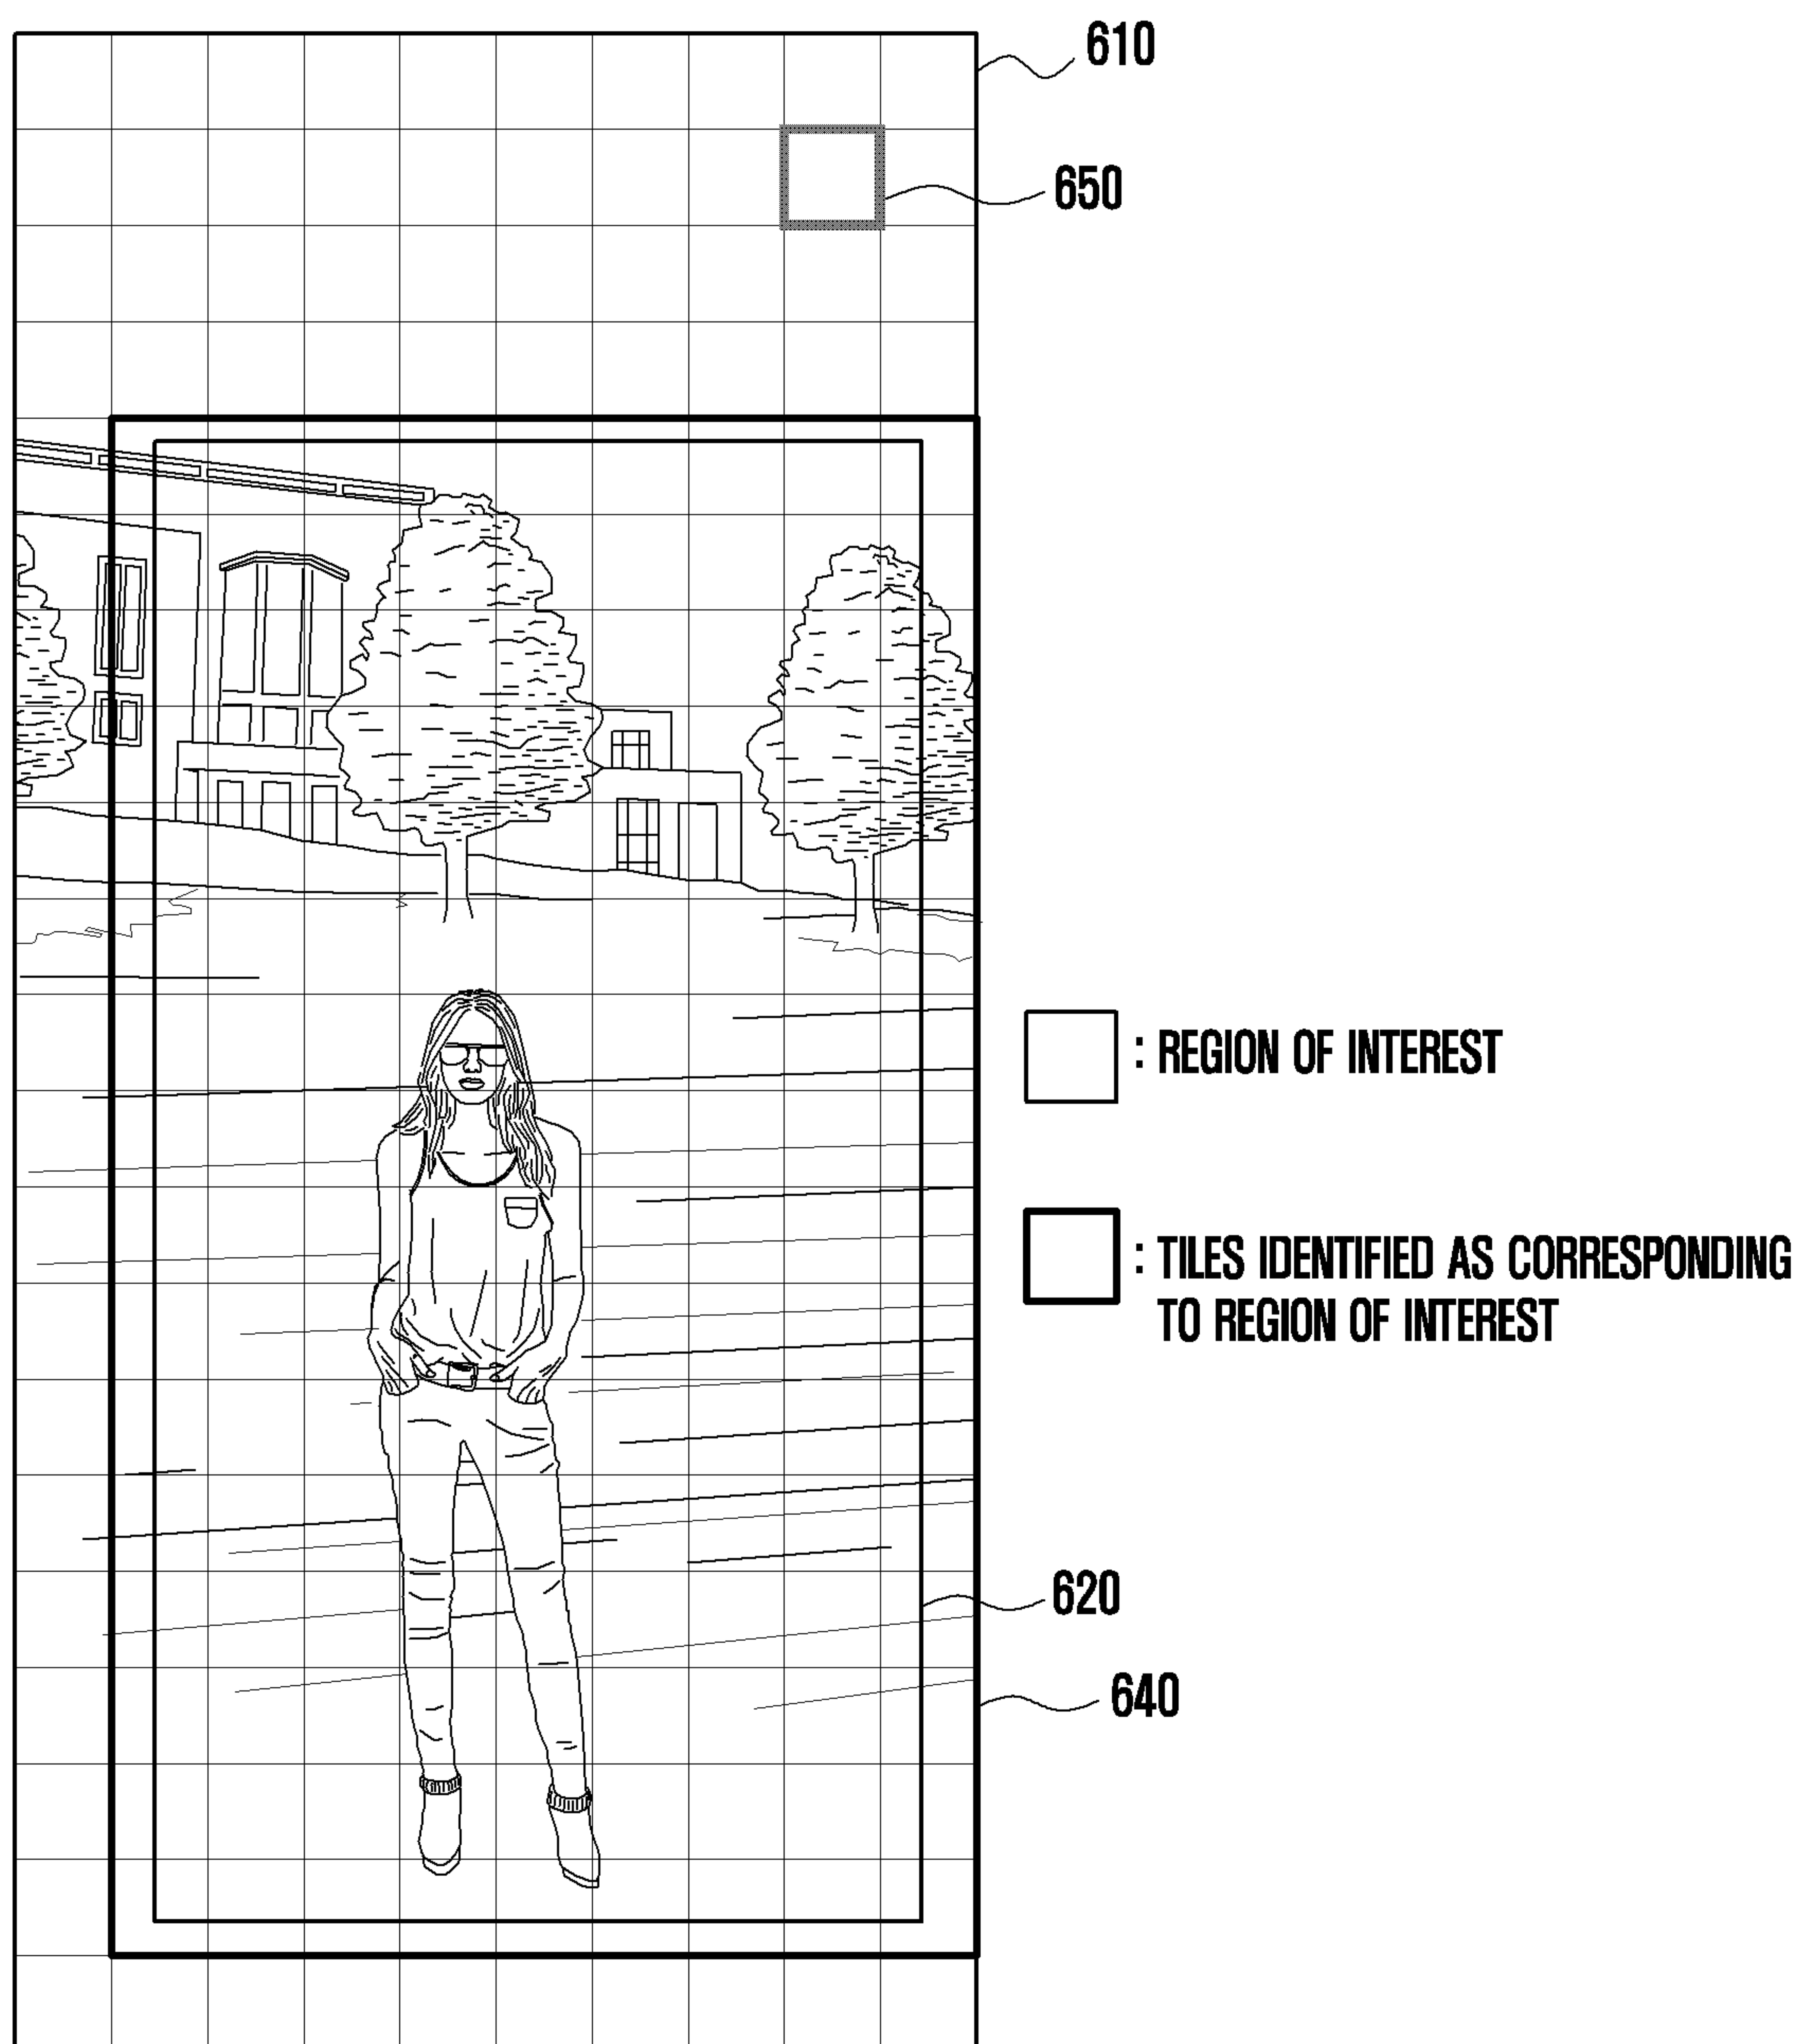 610
650
: REGION OF INTEREST
: TILES IDENTIFIED AS CORRESPONDING
TO REGION OF INTEREST
620
640